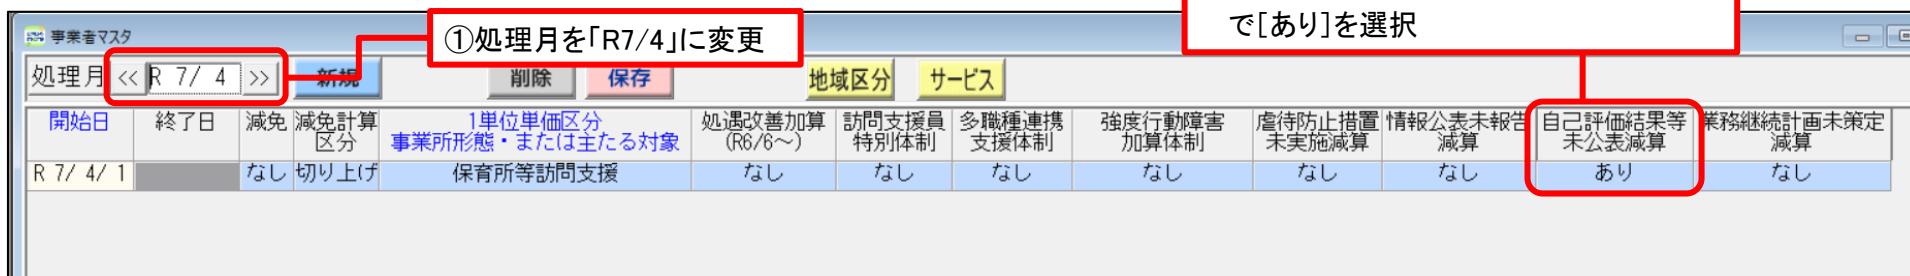 で[あり]を選択
事業者マスタ
①処理月を「R7/4」に変更
処理月 << R 7/ 4 >> 新規 削除 保存 地域区分 サービス
開始日 終了日 減免 減免計算区分 1単位単価区分 事業所形態・または主たる対象 処遇改善加算(R6/6～) 訪問支援員特別体制 多職種連携支援体制 強度行動障害加算体制 虐待防止措置未実施減算 情報公表未報告減算 自己評価結果等未公表減算 業務継続計画未策定減算
R 7/ 4/ 1 なし 切り上げ 保育所等訪問支援 なし なし なし なし なし なし あり なし